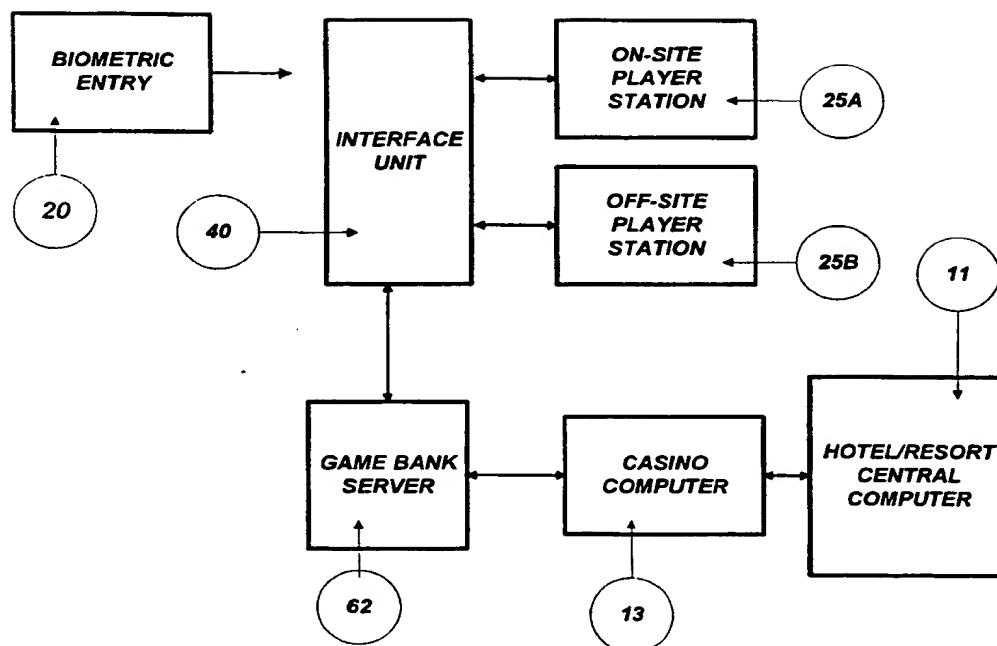 BIOMETRIC
ENTRY
20
INTERFACE
UNIT
40
ON-SITE
PLAYER
STATION
25A
OFF-SITE
PLAYER
STATION
25B
11
GAME BANK
SERVER
62
CASINO
COMPUTER
13
HOTEL/RESORT
CENTRAL
COMPUTER